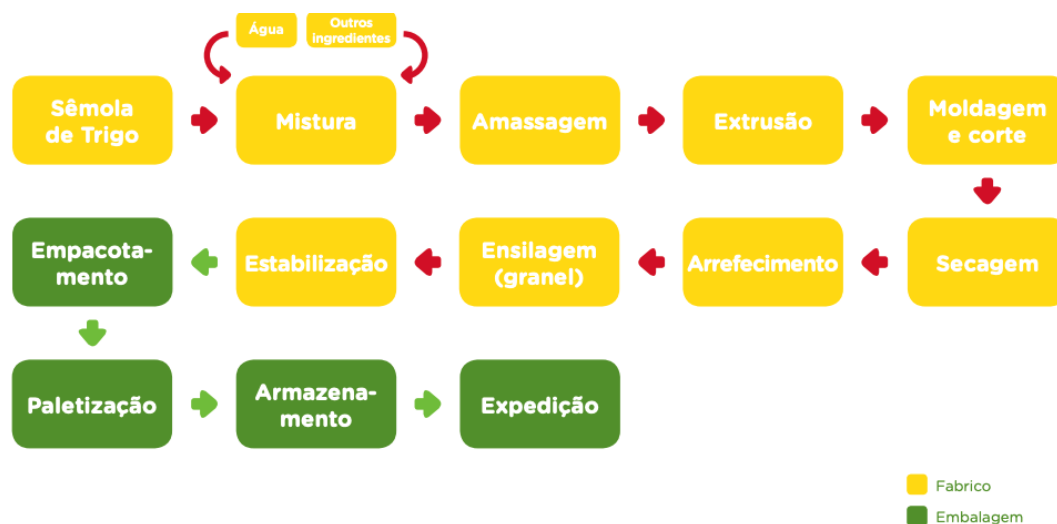 Água
Outros
ingredientes
Sêmola
de Trigo
Mistura
Amassagem
Extrusão
Moldagem
e corte
Empacota-
mento
Estabilização
Ensilagem
(granel)
Arrefecimento
Secagem
Paletização
Armazena-
mento
Expedição
Fabrico
Embalagem